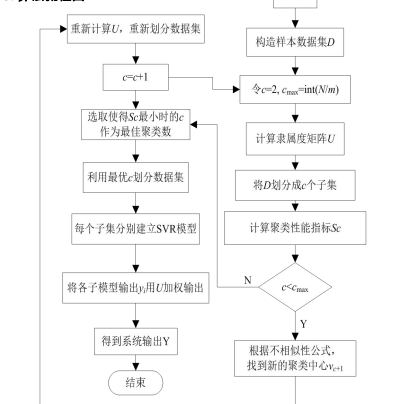 重新计算U，重新划分数据集
c=c+1
选取使得Sc最小时的c
作为最佳聚类数
利用最优c划分数据集
每个子集分别建立SVR模型
将各子模型输出yᵢ用U加权输出
得到系统输出Y
结束
构造样本数据集D
令c=2, cmax=int(N/m)
计算隶属度矩阵U
将D划分成c个子集
计算聚类性能指标Sc
N
c<cmax
Y
根据不相似性公式，
找到新的聚类中心vc+1